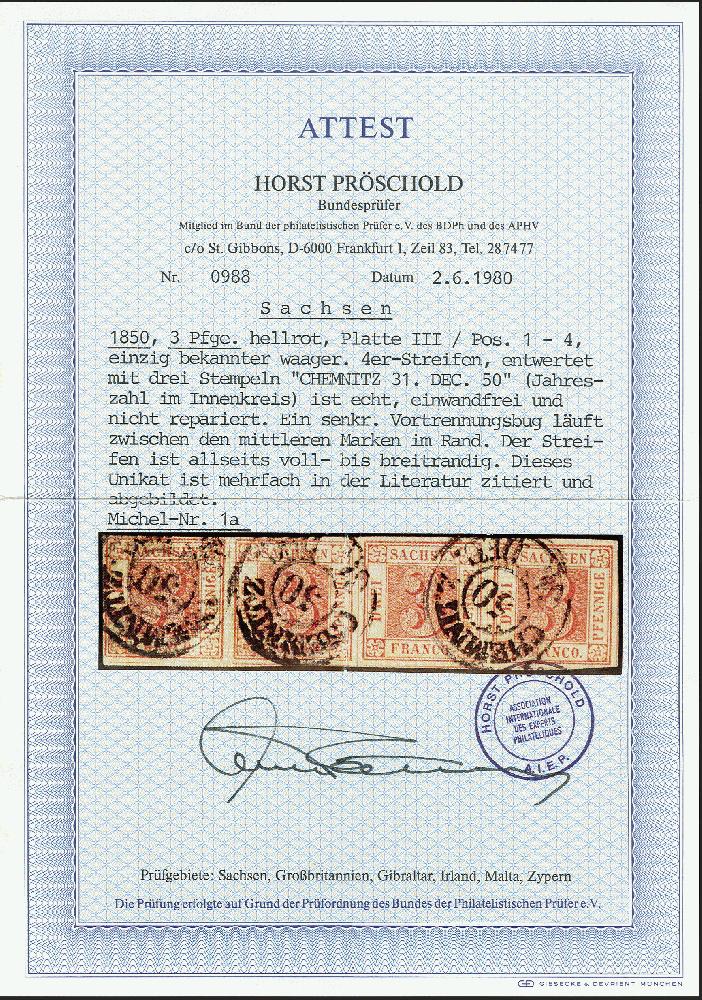 ATTEST
HORST PRÖSCHOLD
Bundesprüfer
Mitglied im Bund der philatelistischen Prüfer e.V. des BDPh und des APHV
c/o St. Gibbons, D-6000 Frankfurt 1, Zeil 83, Tel. 287477
Nr. 0988 Datum 2.6.1980
Sachsen
1850, 3 Pfge. hellrot, Platte III / Pos. 1 - 4,
einzig bekannter waager. 4er-Streifen, entwertet
mit drei Stempeln "CHEMNITZ 31. DEC. 50" (Jahres-
zahl im Innenkreis) ist echt, einwandfrei und
nicht repariert. Ein senkr. Vortrennungsbug läuft
zwischen den mittleren Marken im Rand. Der Strei-
fen ist allseits voll- bis breitrandig. Dieses
Unikat ist mehrfach in der Literatur zitiert und
abgebildet.
Michel-Nr. 1a
SACHSEN
PFENNIGE
FRANCO
CHEMNITZ
50
HORST PRÖSCHOLD
ASSOCIATION
INTERNATIONALE
DES EXPERTS
PHILATELIQUES
A.I.E.P.
Prüfgebiete: Sachsen, Großbritannien, Gibraltar, Irland, Malta, Zypern
Die Prüfung erfolgte auf Grund der Prüfordnung des Bundes der Philatelistischen Prüfer e.V.
GIESECKE & DEVRIENT MÜNCHEN